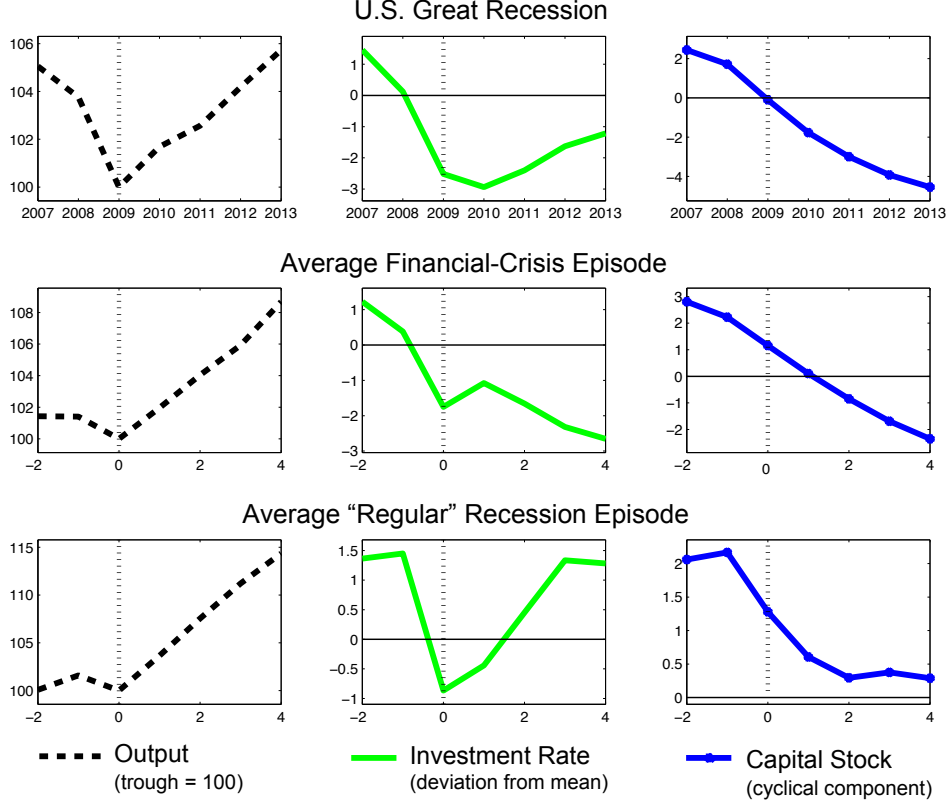 U.S. Great Recession
106
104
102
100
2007 2008 2009 2010 2011 2012 2013
1
0
−1
−2
−3
2007 2008 2009 2010 2011 2012 2013
2
0
−2
−4
2007 2008 2009 2010 2011 2012 2013
Average Financial-Crisis Episode
108
106
104
102
100
−2 0 2 4
1
0
−1
−2
−3
−2 0 2 4
3
2
1
0
−1
−2
−2 0 2 4
Average “Regular” Recession Episode
115
110
105
100
−2 0 2 4
1.5
1
0.5
0
−0.5
−1
−2 0 2 4
2
1.5
1
0.5
0
−2 0 2 4
Output
(trough = 100)
Investment Rate
(deviation from mean)
Capital Stock
(cyclical component)